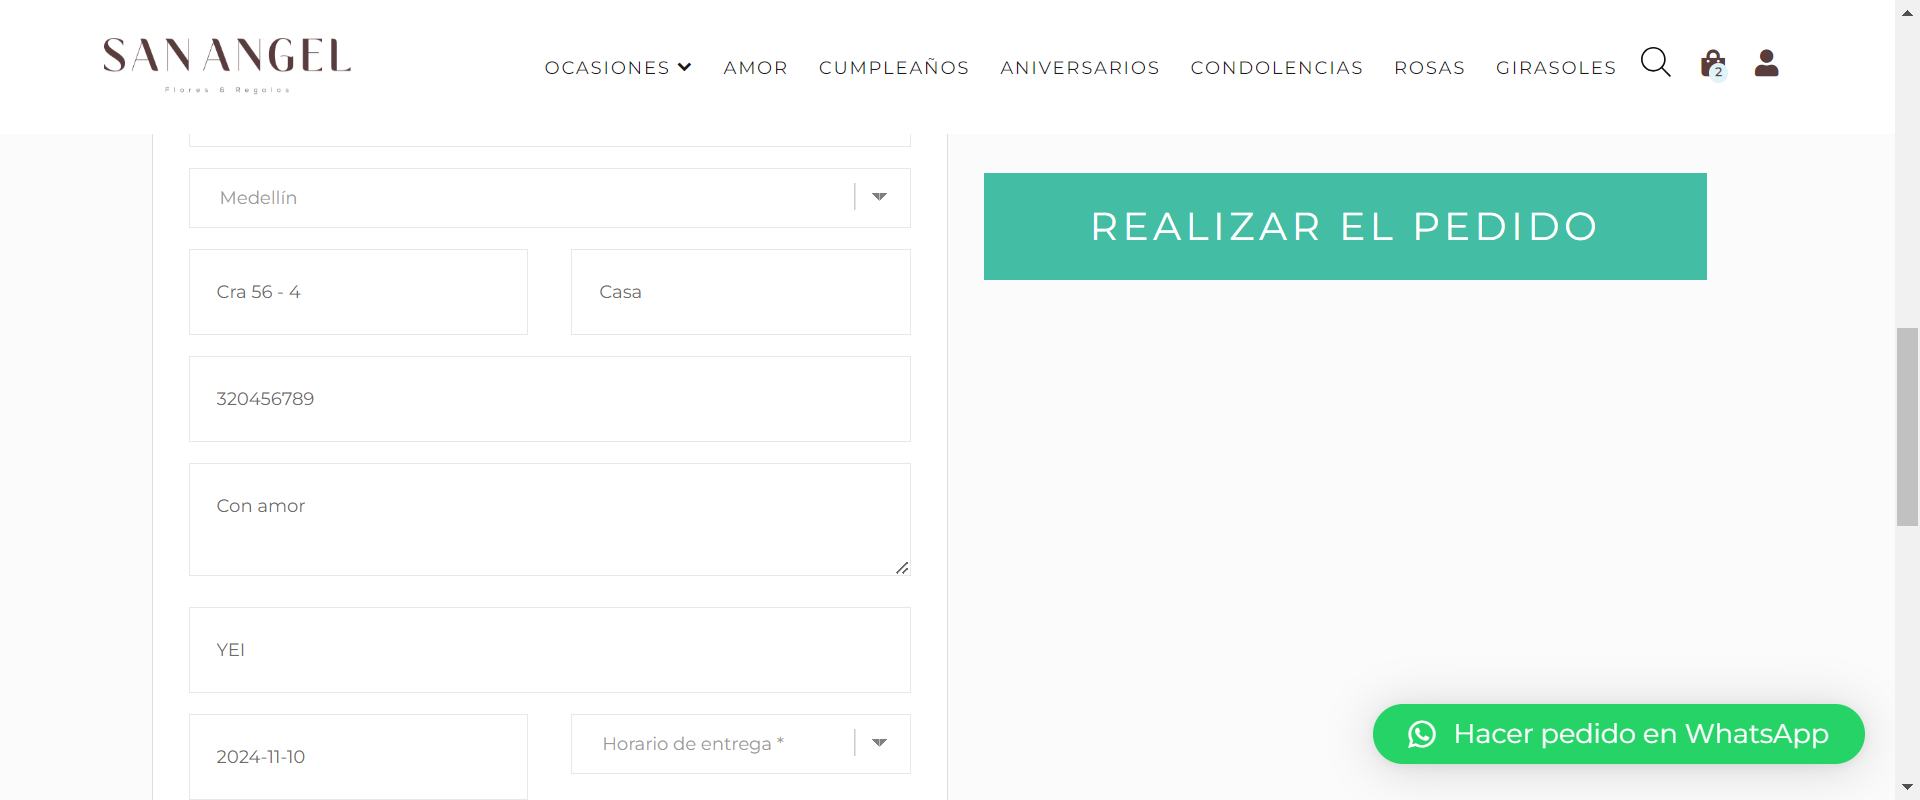 SAN ANGEL
Flores & Regalos
OCASIONES AMOR CUMPLEAÑOS ANIVERSARIOS CONDOLENCIAS ROSAS GIRASOLES 2
Medellín
Cra 56 - 4 Casa
320456789
Con amor
YEI
2024-11-10 Horario de entrega *
REALIZAR EL PEDIDO
Hacer pedido en WhatsApp